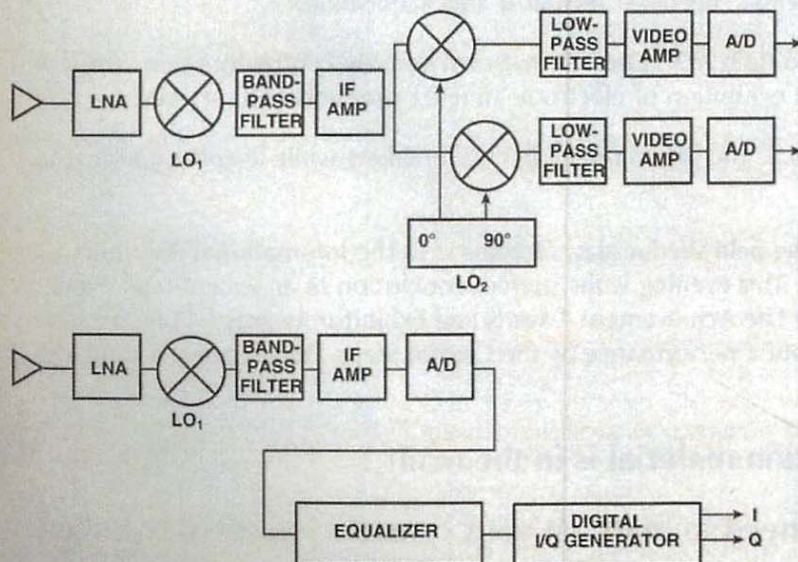 LOW-
PASS
FILTER
VIDEO
AMP
A/D
LNA
BAND-
PASS
FILTER
IF
AMP
LO₁
LOW-
PASS
FILTER
VIDEO
AMP
A/D
0° 90°
LO₂
LNA
BAND-
PASS
FILTER
IF
AMP
A/D
LO₁
EQUALIZER
DIGITAL
I/Q GENERATOR
I
Q